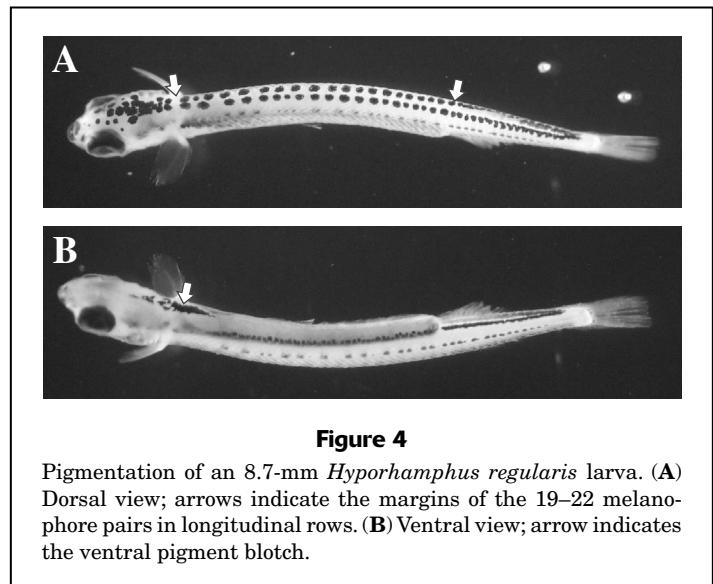 A
B
Figure 4
Pigmentation of an 8.7-mm Hyporhamphus regularis larva. (A)
Dorsal view; arrows indicate the margins of the 19–22 melano-
phore pairs in longitudinal rows. (B) Ventral view; arrow indicates
the ventral pigment blotch.